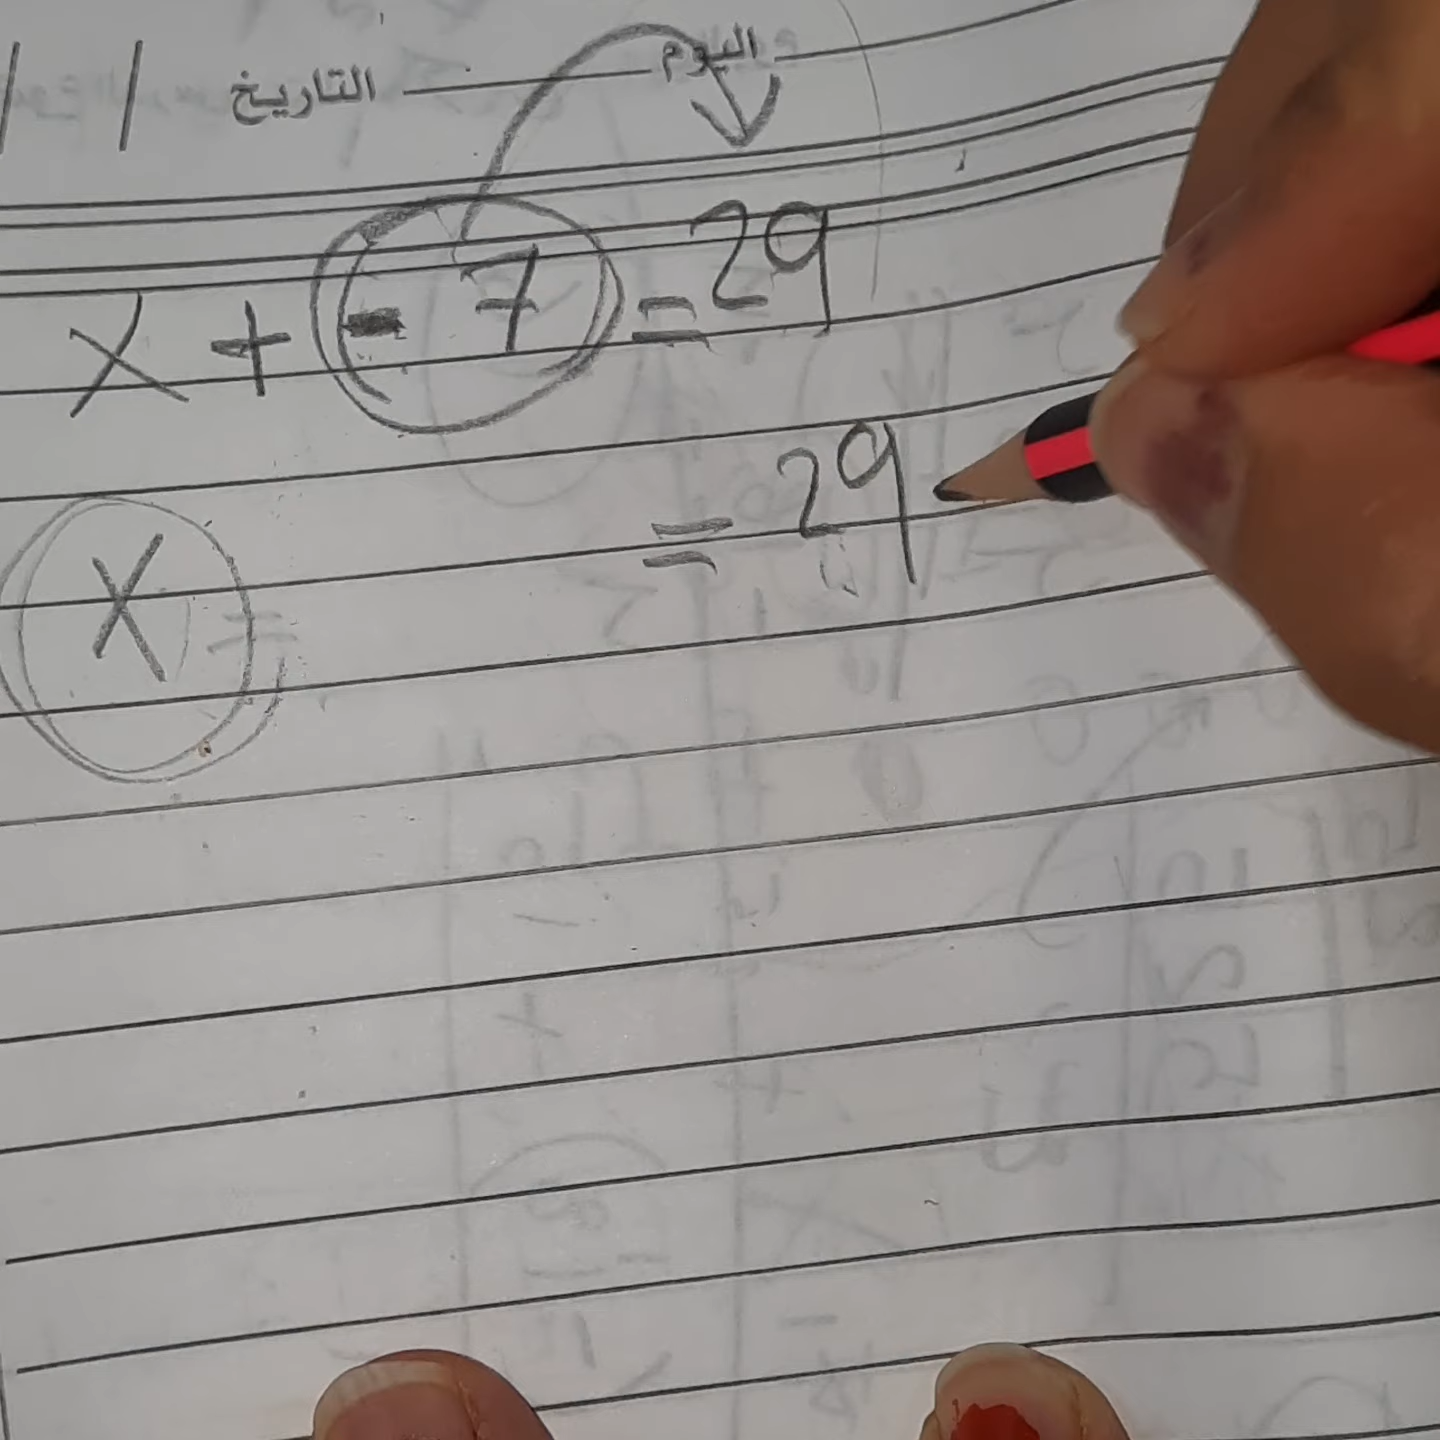 اليوم التاريخ / /
x + - 7 = 29
x = 29